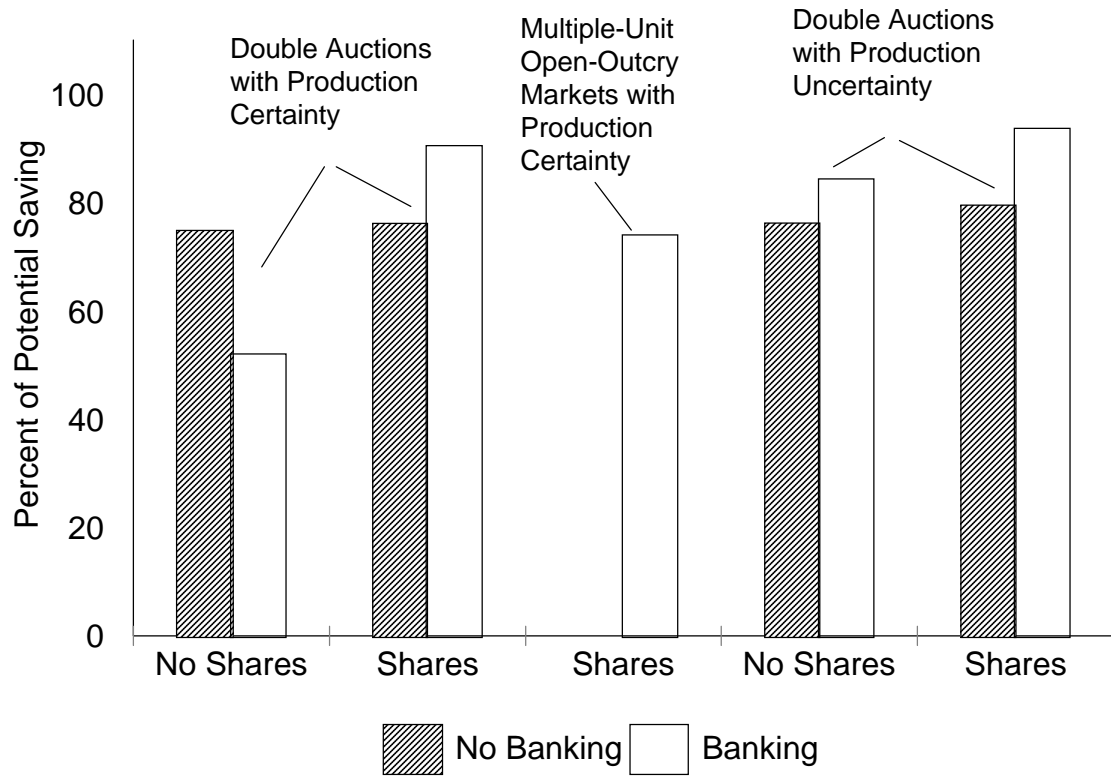 Double Auctions
with Production
Certainty
Multiple-Unit
Open-Outcry
Markets with
Production
Certainty
Double Auctions
with Production
Uncertainty
Percent of Potential Saving
100
80
60
40
20
0
No Shares
Shares
Shares
No Shares
Shares
No Banking
Banking